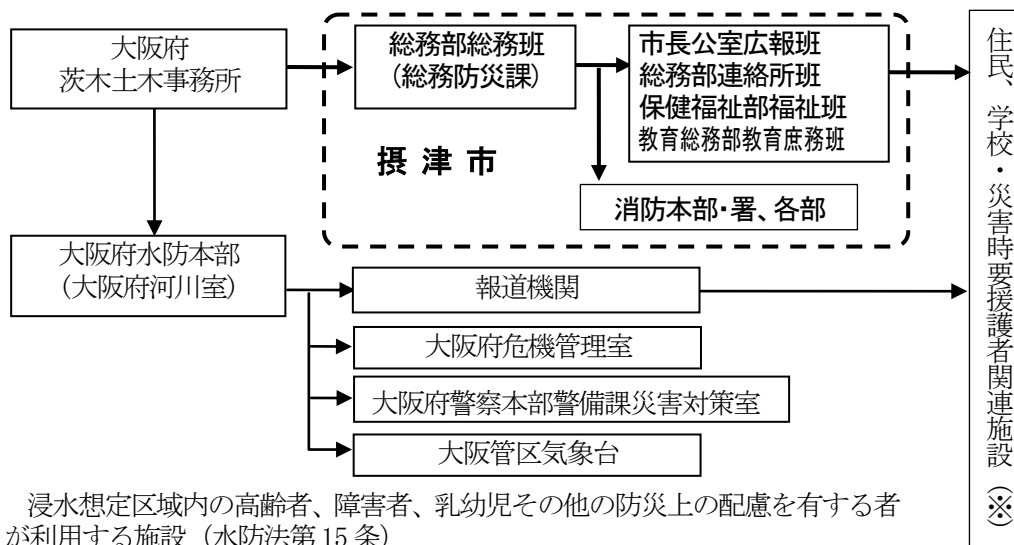 大阪府
茨木土木事務所
総務部総務班
(総務防災課)
市長公室広報班
総務部連絡所班
保健福祉部福祉班
教育総務部教育庶務班
摂津市
消防本部・署、各部
大阪府水防本部
(大阪府河川室)
報道機関
大阪府危機管理室
大阪府警察本部警備課災害対策室
大阪管区気象台
住民、学校・災害時要援護者関連施設(※)
浸水想定区域内の高齢者、障害者、乳幼児その他の防災上の配慮を有する者
が利用する施設(水防法第15条)